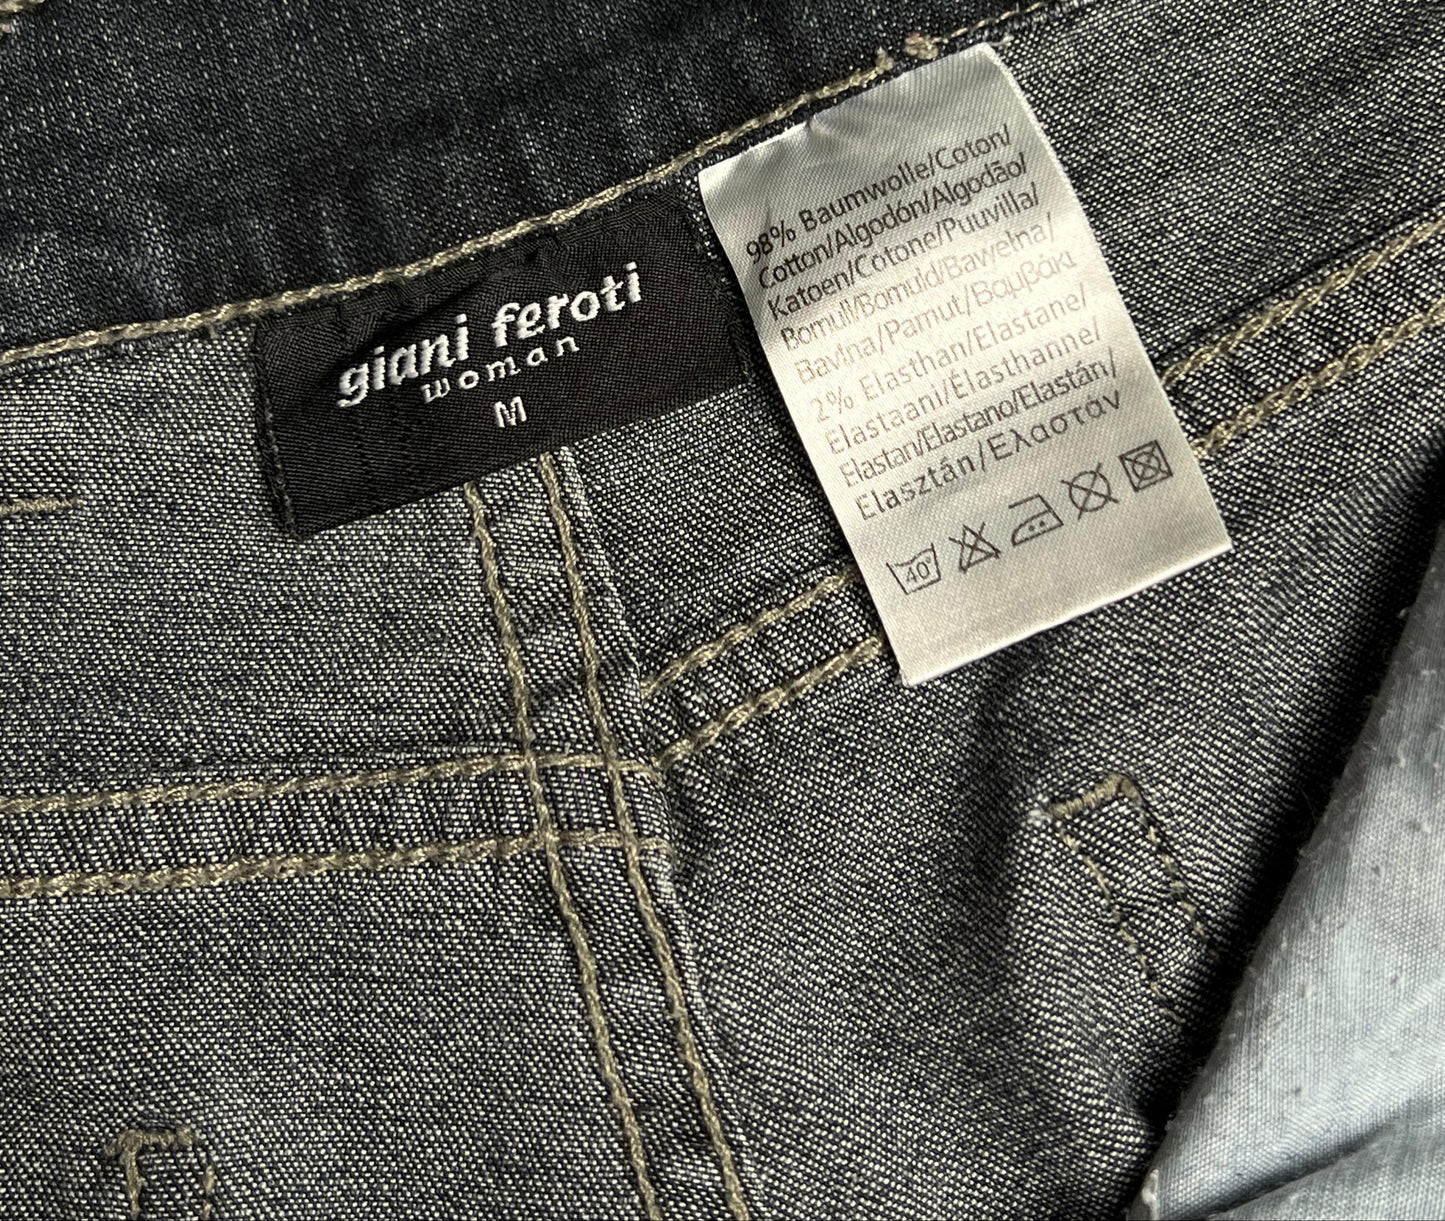 giani feroti
woman
M
98% Baumwolle/Coton/
Cotton/Algodón/Algodão/
Katoen/Cotone/Puuvilla/
Bomull/Bomuld/Bawełna/
Bavlna/Pamut/Βαμβάκι
2% Elasthan/Elastane/
Elastaani/Élasthanne/
Elastan/Elastano/Elastán/
Elasztán/Ελαστάν
40°